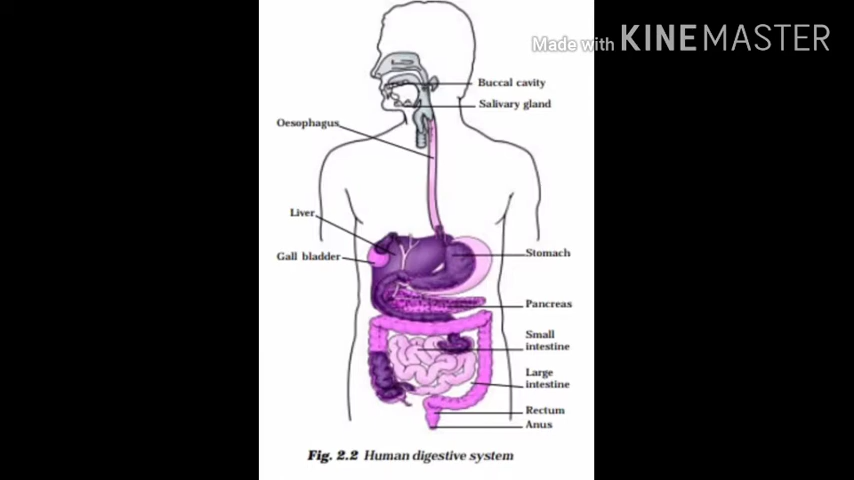 Made with KINEMASTER
Buccal cavity
Salivary gland
Oesophagus
Liver
Gall bladder
Stomach
Pancreas
Small
intestine
Large
intestine
Rectum
Anus
Fig. 2.2 Human digestive system